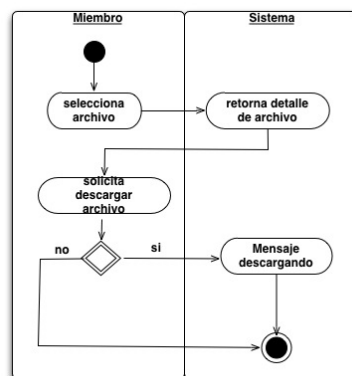 Miembro
Sistema
selecciona
archivo
retorna detalle
de archivo
solicita
descargar
archivo
no
si
Mensaje
descargando